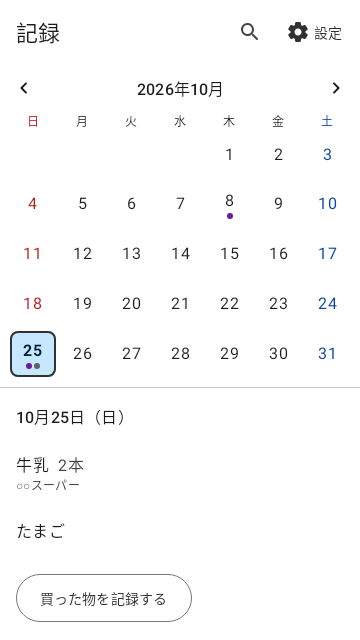 記録 設定
2026年10月
日 月 火 水 木 金 土
1 2 3
4 5 6 7 8 9 10
11 12 13 14 15 16 17
18 19 20 21 22 23 24
25 26 27 28 29 30 31
10月25日（日）
牛乳 2本
○○スーパー
たまご
買った物を記録する